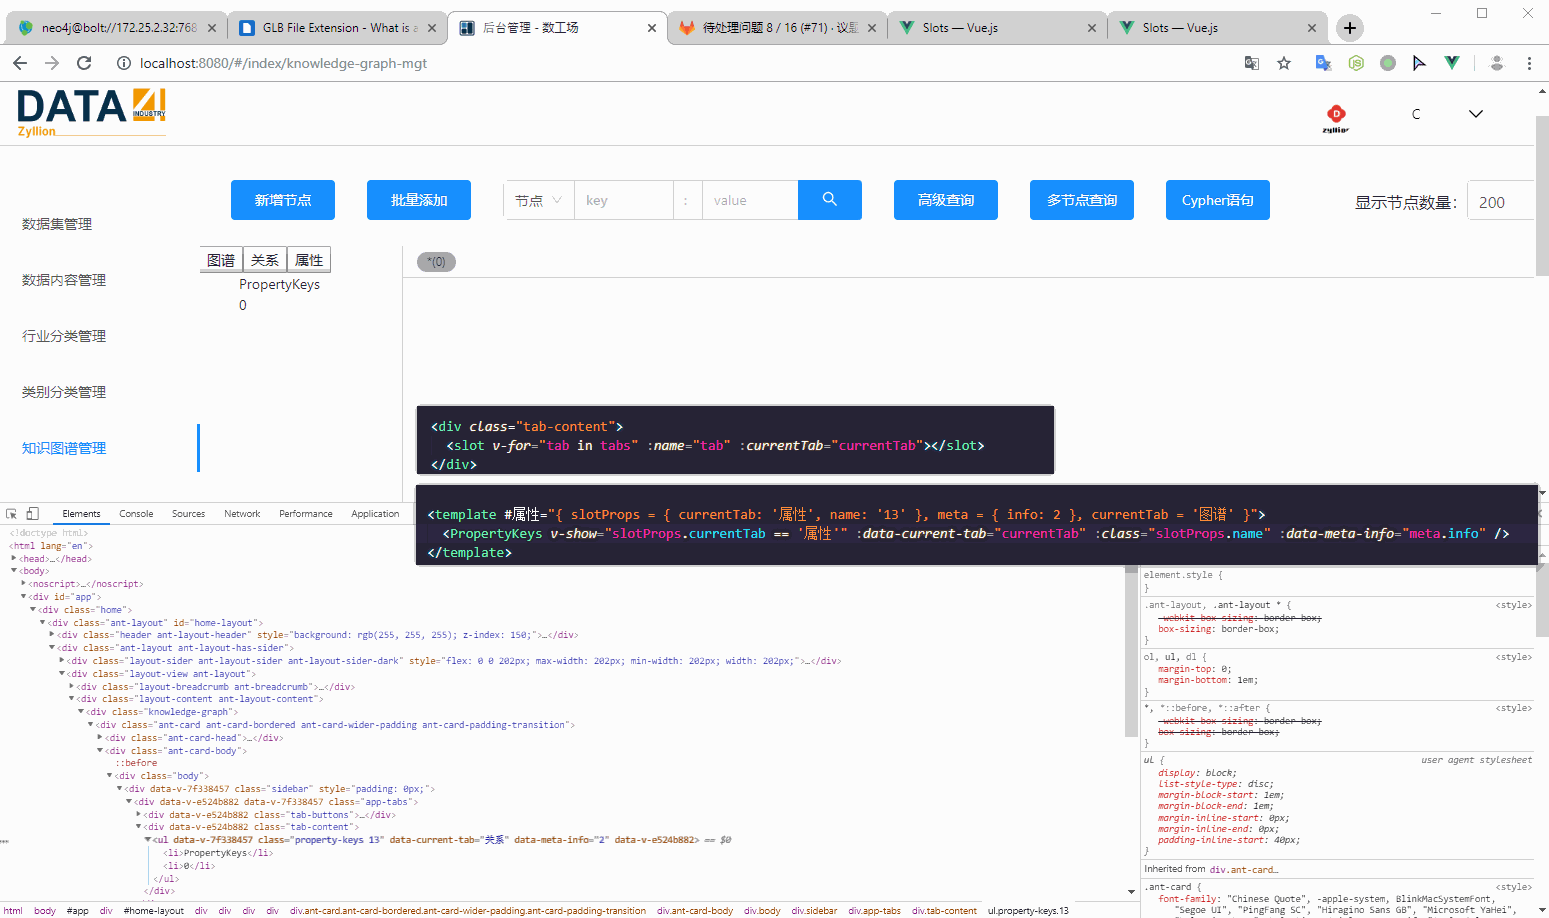 neo4j@bolt://172.25.2.32:768
GLB File Extension - What is a
后台管理 - 数工场
待处理问题 8 / 16 (#71) · 议题
Slots — Vue.js
Slots — Vue.js
localhost:8080/#/index/knowledge-graph-mgt
DATA 4 INDUSTRY
Zyllion
D
zyllion
C
新增节点
批量添加
节点
key
:
value
高级查询
多节点查询
Cypher语句
显示节点数量:
200
数据集管理
数据内容管理
行业分类管理
类别分类管理
知识图谱管理
图谱 关系 属性
PropertyKeys
0
*(0)
<div class="tab-content">
<slot v-for="tab in tabs" :name="tab" :currentTab="currentTab"></slot>
</div>
<template #属性="{ slotProps = { currentTab: '属性', name: '13' }, meta = { info: 2 }, currentTab = '图谱' }">
<PropertyKeys v-show="slotProps.currentTab == '属性'" :data-current-tab="currentTab" :class="slotProps.name" :data-meta-info="meta.info" />
</template>
Elements Console Sources Network Performance Application
<!doctype html>
<html lang="en">
<head>…</head>
<body>
<noscript>…</noscript>
<div id="app">
<div class="home">
<div class="ant-layout" id="home-layout">
<div class="header ant-layout-header" style="background: rgb(255, 255, 255); z-index: 150;">…</div>
<div class="ant-layout ant-layout-has-sider">
<div class="layout-sider ant-layout-sider ant-layout-sider-dark" style="flex: 0 0 202px; max-width: 202px; min-width: 202px; width: 202px;">…</div>
<div class="layout-view ant-layout">
<div class="layout-breadcrumb ant-breadcrumb">…</div>
<div class="layout-content ant-layout-content">
<div class="knowledge-graph">
<div class="ant-card ant-card-bordered ant-card-wider-padding ant-card-padding-transition">
<div class="ant-card-head">…</div>
<div class="ant-card-body">
::before
<div class="body">
<div data-v-7f338457 class="sidebar" style="padding: 0px;">
<div data-v-e524b882 data-v-7f338457 class="app-tabs">
<div data-v-e524b882 class="tab-buttons">…</div>
<div data-v-e524b882 class="tab-content">
<ul data-v-7f338457 class="property-keys 13" data-current-tab="关系" data-meta-info="2" data-v-e524b882> == $0
<li>PropertyKeys</li>
<li>0</li>
</ul>
</div>
html body #app div #home-layout div div div div div.ant-card.ant-card-bordered.ant-card-wider-padding.ant-card-padding-transition div.ant-card-body div.body div.sidebar div.app-tabs div.tab-content ul.property-keys.13
element.style {
}
.ant-layout, .ant-layout * { <style>
-webkit-box-sizing: border-box;
box-sizing: border-box;
}
ol, ul, dl { <style>
margin-top: 0;
margin-bottom: 1em;
}
*, *::before, *::after { <style>
-webkit-box-sizing: border-box;
box-sizing: border-box;
}
ul { user agent stylesheet
display: block;
list-style-type: disc;
margin-block-start: 1em;
margin-block-end: 1em;
margin-inline-start: 0px;
margin-inline-end: 0px;
padding-inline-start: 40px;
}
Inherited from div.ant-card…
.ant-card { <style>
font-family: "Chinese Quote", -apple-system, BlinkMacSystemFont,
"Segoe UI", "PingFang SC", "Hiragino Sans GB", "Microsoft YaHei",